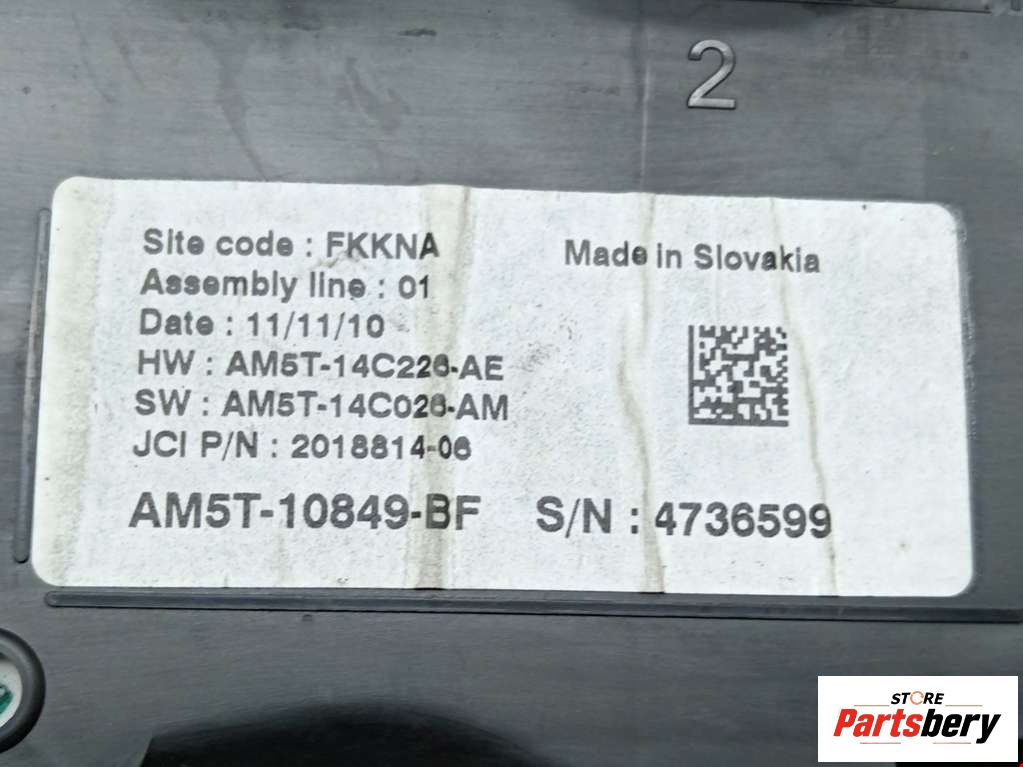 2
Site code : FKKNA
Made in Slovakia
Assembly line : 01
Date : 11/11/10
HW : AM5T-14C226-AE
SW : AM5T-14C026-AM
JCI P/N : 2018814-06
AM5T-10849-BF S/N : 4736599
STORE
Partsbery